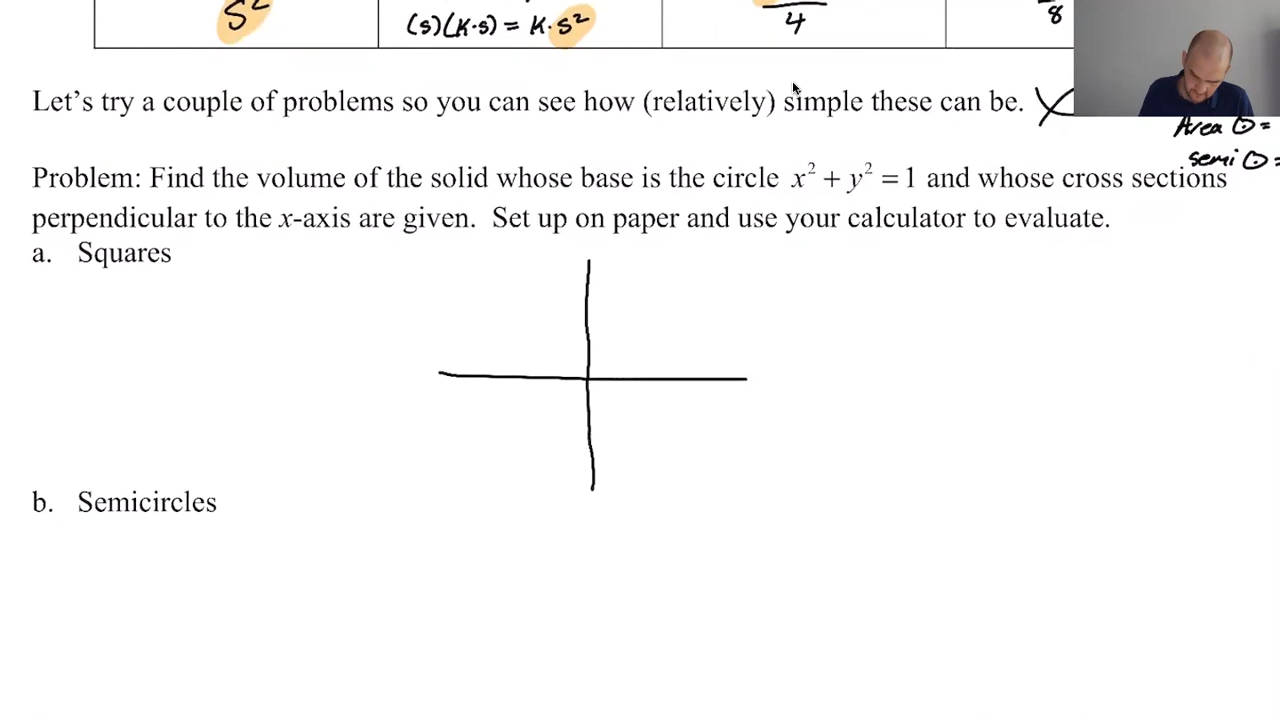 s²
(s)(K·s) = K·s²
4
8
Let's try a couple of problems so you can see how (relatively) simple these can be.
Area ⊙ =
semi ⊙ =
Problem: Find the volume of the solid whose base is the circle x² + y² = 1 and whose cross sections
perpendicular to the x-axis are given. Set up on paper and use your calculator to evaluate.
a. Squares
b. Semicircles